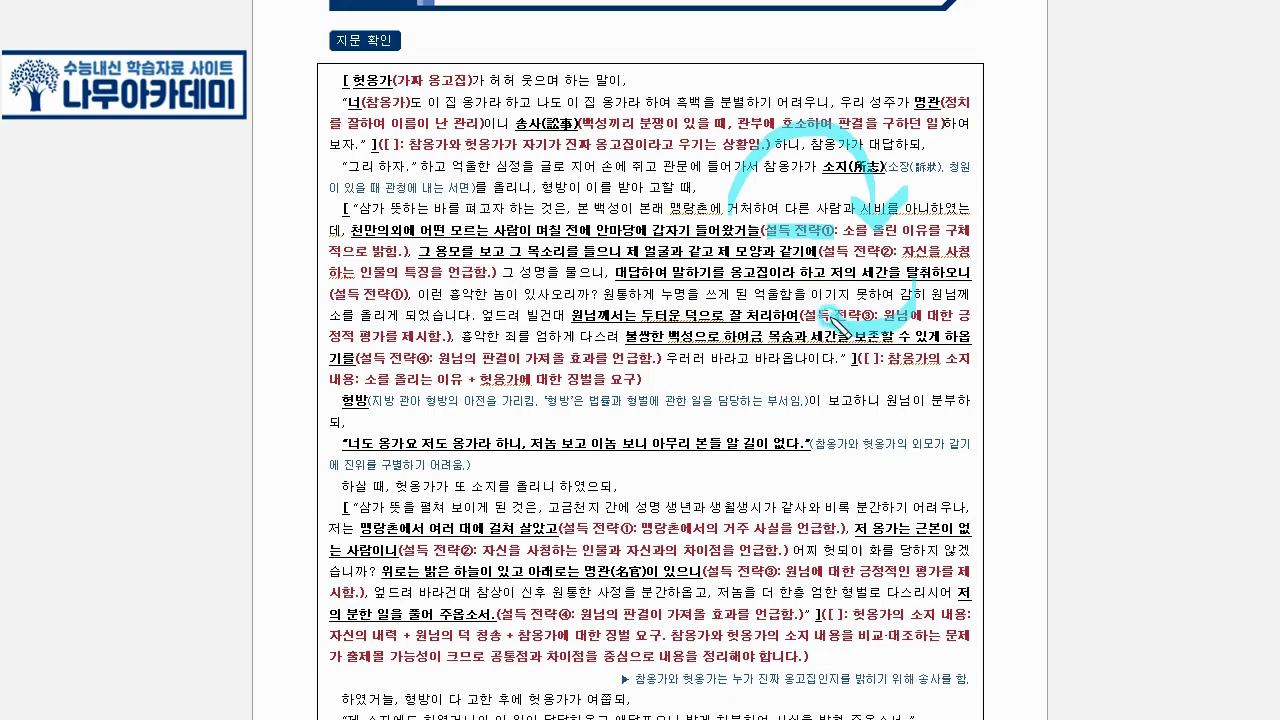 지문 확인
수능내신 학습자료 사이트
나무아카데미
[ 헛옹가(가짜 옹고집)가 허허 웃으며 하는 말이,
“너(참옹가)도 이 집 옹가라 하고 나도 이 집 옹가라 하여 흑백을 분별하기 어려우니, 우리 성주가 명관(정치
를 잘하여 이름이 난 관리)이니 송사(訟事)(백성끼리 분쟁이 있을 때, 관부에 호소하여 판결을 구하던 일)하여
보자.” ]([ ]: 참옹가와 헛옹가가 자기가 진짜 옹고집이라고 우기는 상황임.) 하니, 참옹가가 대답하되,
“그리 하자.” 하고 억울한 심정을 글로 지어 손에 쥐고 관문에 들어가서 참옹가가 소지(所志)(소장(訴狀). 청원
이 있을 때 관청에 내는 서면)를 올리니, 형방이 이를 받아 고할 때,
[ “삼가 뜻하는 바를 펴고자 하는 것은, 본 백성이 본래 맹랑촌에 거처하여 다른 사람과 시비를 아니하였는
데, 천만의외에 어떤 모르는 사람이 며칠 전에 안마당에 갑자기 들어왔거늘(설득 전략①: 소를 올린 이유를 구체
적으로 밝힘.), 그 용모를 보고 그 목소리를 들으니 제 얼굴과 같고 제 모양과 같기에(설득 전략②: 자신을 사칭
하는 인물의 특징을 언급함.) 그 성명을 물으니, 대답하여 말하기를 옹고집이라 하고 저의 세간을 탈취하오니
(설득 전략①), 이런 흉악한 놈이 있사오리까? 원통하게 누명을 쓰게 된 억울함을 이기지 못하여 감히 원님께
소를 올리게 되었습니다. 엎드려 빌건대 원님께서는 두터운 덕으로 잘 처리하여(설득 전략③: 원님에 대한 긍
정적 평가를 제시함.), 흉악한 죄를 엄하게 다스려 불쌍한 백성으로 하여금 목숨과 세간을 보존할 수 있게 하옵
기를(설득 전략④: 원님의 판결이 가져올 효과를 언급함.) 우러러 바라고 바라옵나이다.” ]([ ]: 참옹가의 소지
내용: 소를 올리는 이유 + 헛옹가에 대한 징벌을 요구)
형방(지방 관아 형방의 아전을 가리킴. ‘형방’은 법률과 형벌에 관한 일을 담당하는 부서임.)이 보고하니 원님이 분부하
되,
“너도 옹가요 저도 옹가라 하니, 저놈 보고 이놈 보니 아무리 본들 알 길이 없다.”(참옹가와 헛옹가의 외모가 같기
에 진위를 구별하기 어려움.)
하실 때, 헛옹가가 또 소지를 올리니 하였으되,
[ “삼가 뜻을 펼쳐 보이게 된 것은, 고금천지 간에 성명 생년과 생월생시가 같사와 비록 분간하기 어려우나,
저는 맹랑촌에서 여러 대에 걸쳐 살았고(설득 전략①: 맹랑촌에서의 거주 사실을 언급함.), 저 옹가는 근본이 없
는 사람이니(설득 전략②: 자신을 사칭하는 인물과 자신과의 차이점을 언급함.) 어찌 헛되이 화를 당하지 않겠
습니까? 위로는 밝은 하늘이 있고 아래로는 명관(名官)이 있으니(설득 전략③: 원님에 대한 긍정적인 평가를 제
시함.), 엎드려 바라건대 참상이 신후 원통한 사정을 분간하옵고, 저놈을 더 한층 엄한 형벌로 다스리시어 저
의 분한 일을 풀어 주옵소서.(설득 전략④: 원님의 판결이 가져올 효과를 언급함.)” ]([ ]: 헛옹가의 소지 내용:
자신의 내력 + 원님의 덕 칭송 + 참옹가에 대한 징벌 요구. 참옹가와 헛옹가의 소지 내용을 비교·대조하는 문제
가 출제될 가능성이 크므로 공통점과 차이점을 중심으로 내용을 정리해야 합니다.)
▶ 참옹가와 헛옹가는 누가 진짜 옹고집인지를 밝히기 위해 송사를 함.
하였거늘, 형방이 다 고한 후에 헛옹가가 여쭙되,